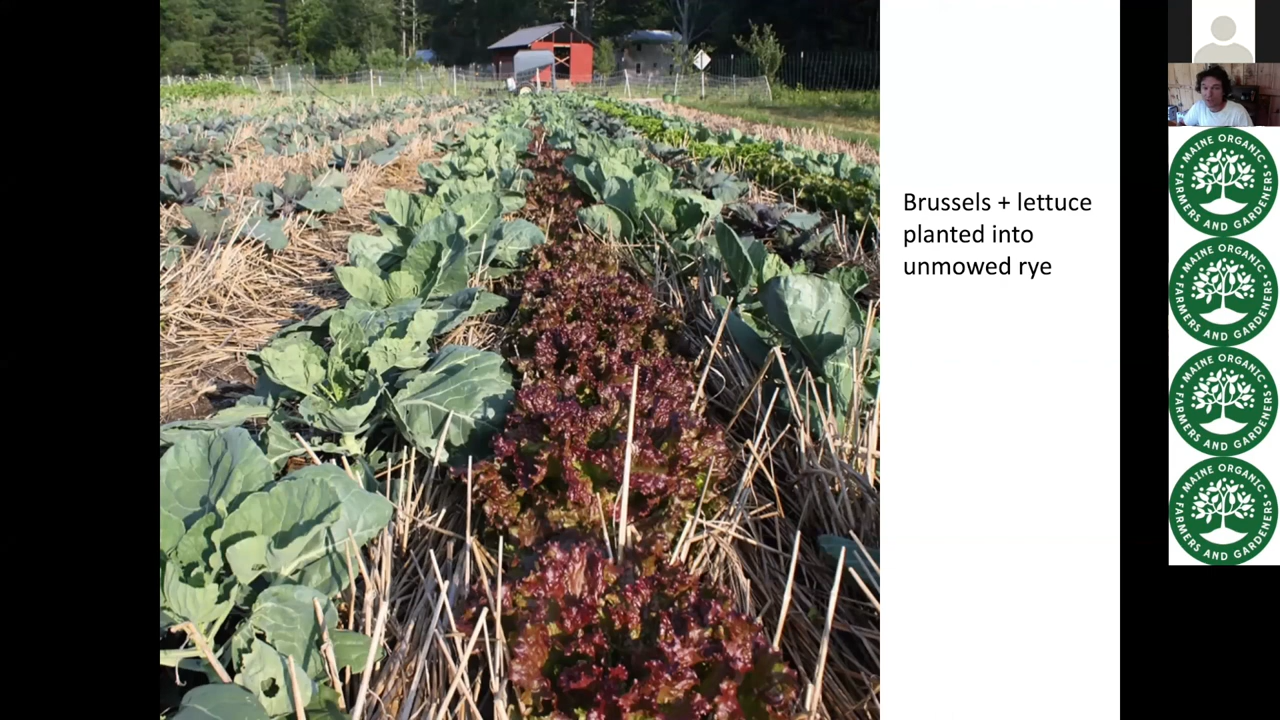 Brussels + lettuce
planted into
unmowed rye
MAINE ORGANIC
FARMERS AND GARDENERS
MAINE ORGANIC
FARMERS AND GARDENERS
MAINE ORGANIC
FARMERS AND GARDENERS
MAINE ORGANIC
FARMERS AND GARDENERS